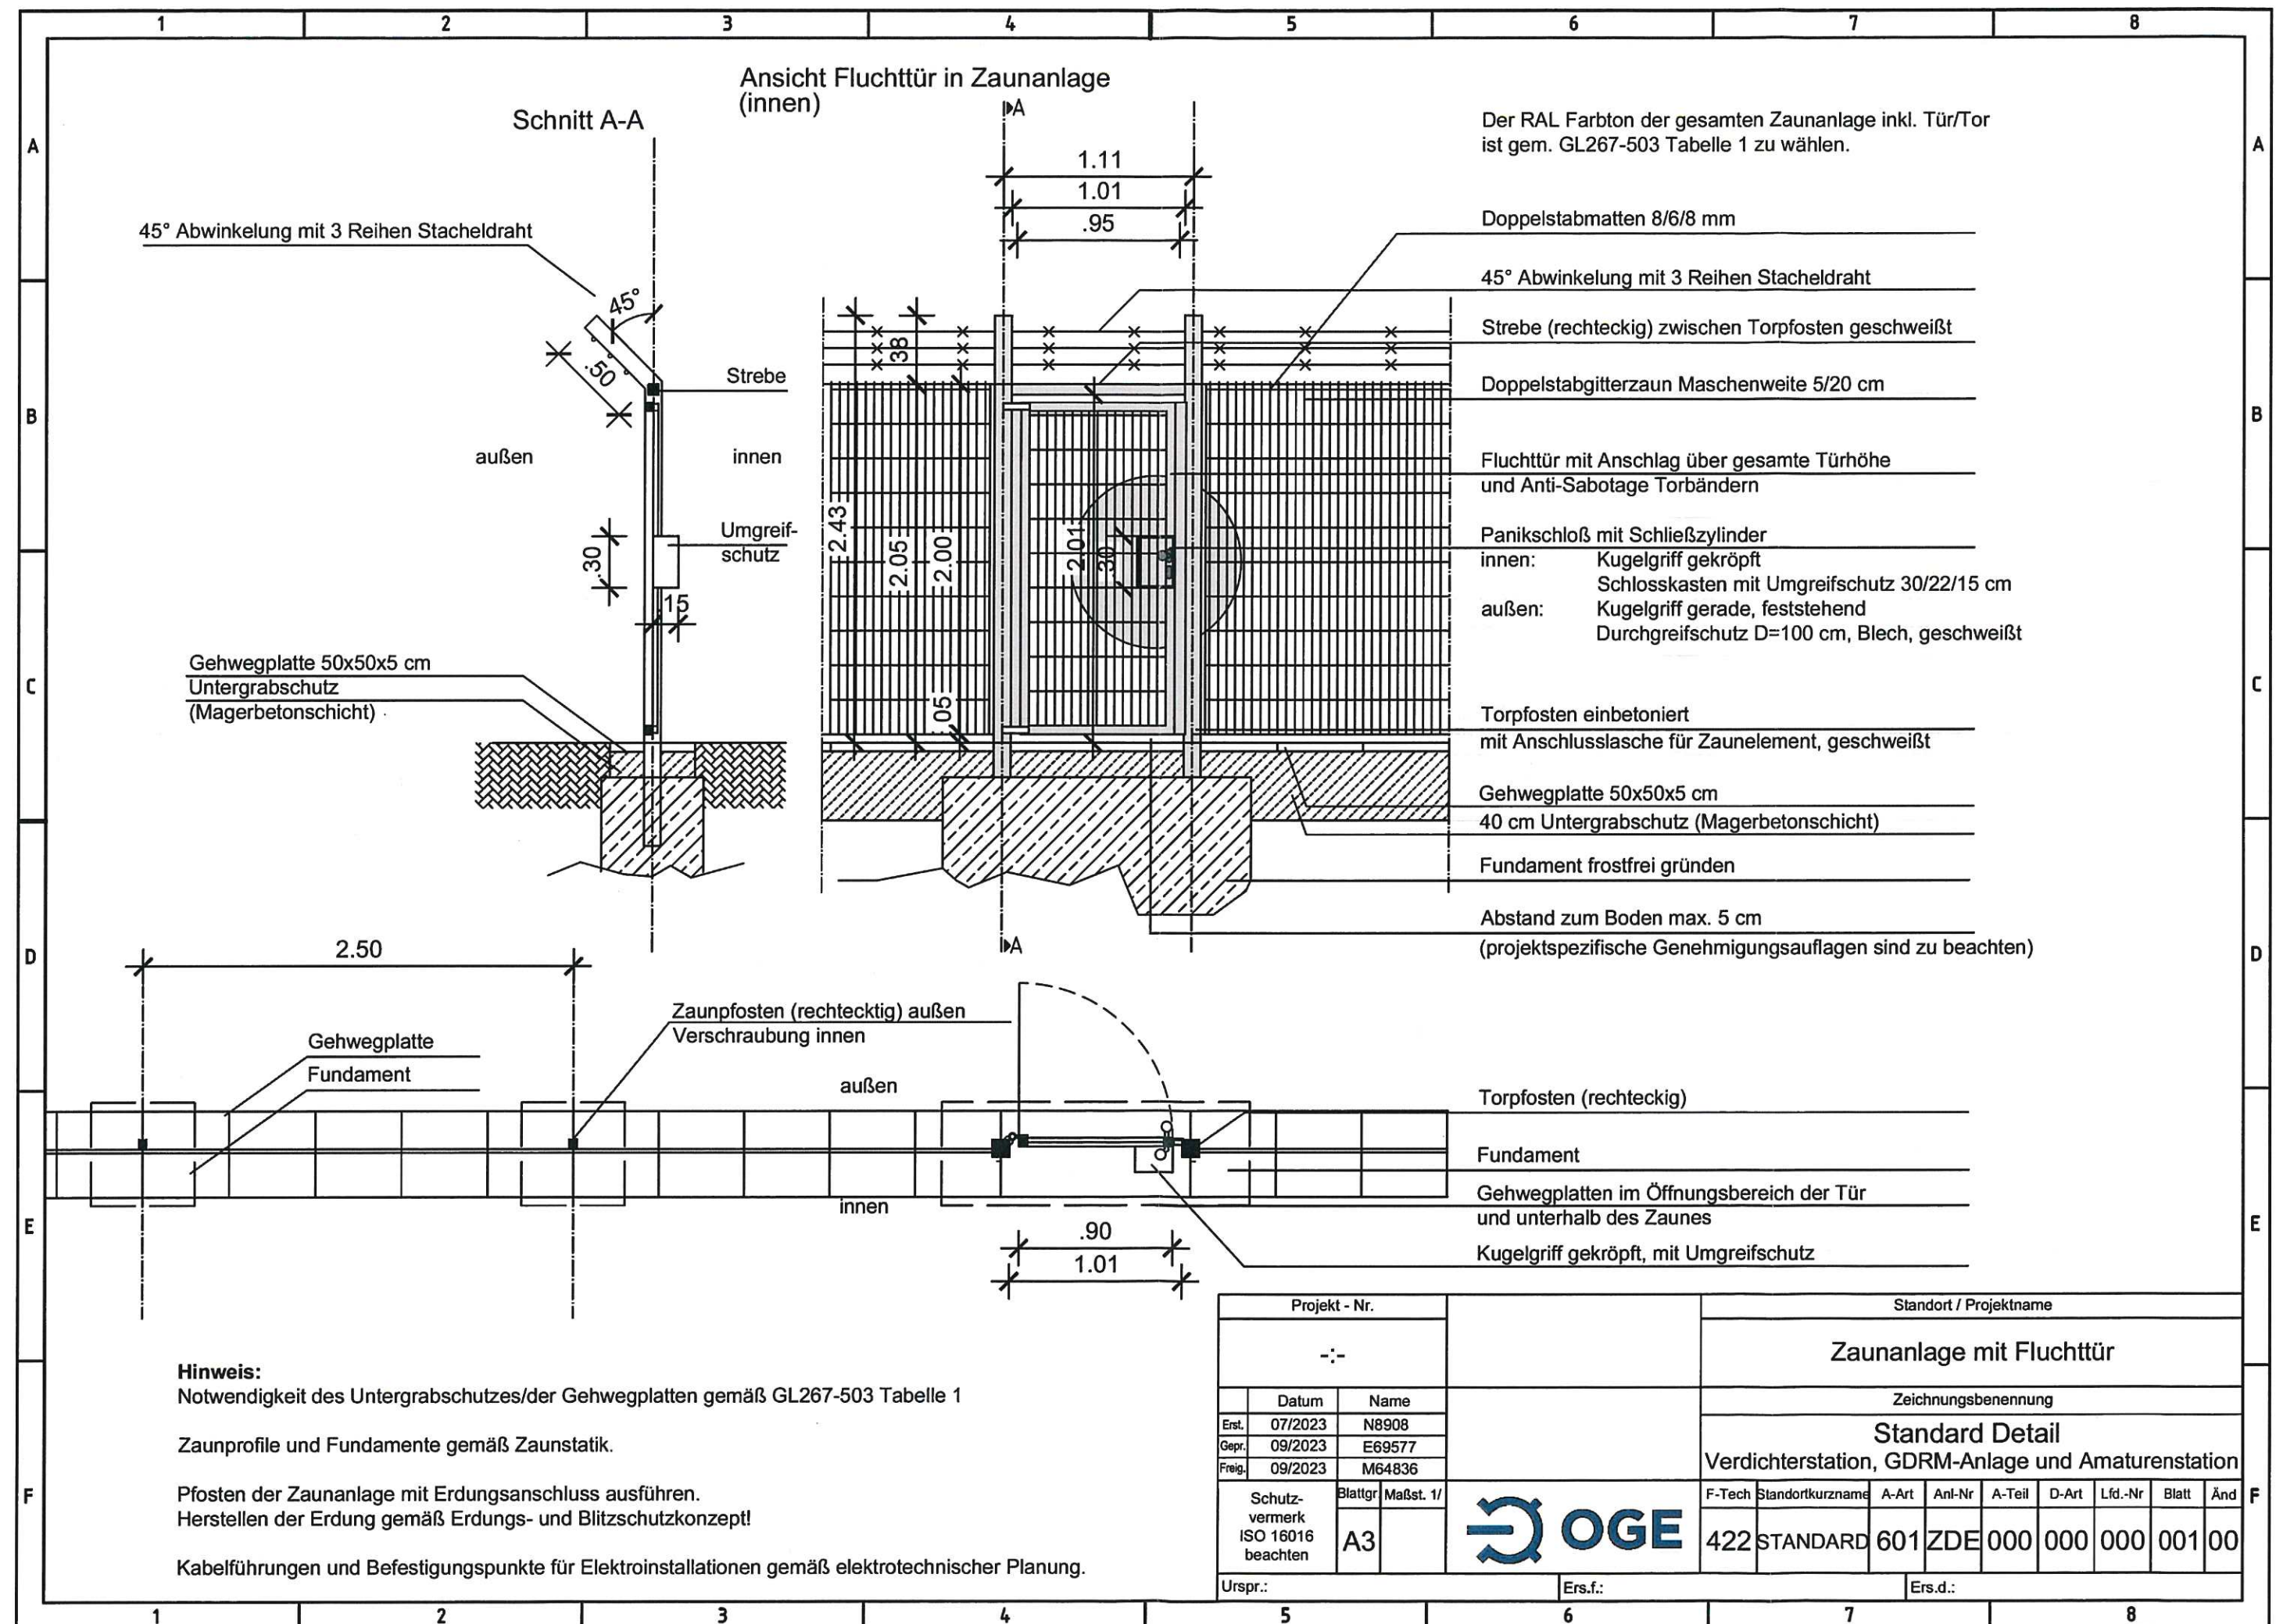 1 2 3 4 5 6 7 8
Ansicht Fluchttür in Zaunanlage
(innen)
Schnitt A-A
A
A
A
Der RAL Farbton der gesamten Zaunanlage inkl. Tür/Tor
ist gem. GL267-503 Tabelle 1 zu wählen.
1.11
1.01
.95
45° Abwinkelung mit 3 Reihen Stacheldraht
Doppelstabmatten 8/6/8 mm
45° Abwinkelung mit 3 Reihen Stacheldraht
Strebe (rechteckig) zwischen Torpfosten geschweißt
Doppelstabgitterzaun Maschenweite 5/20 cm
45°
.50
.38
Strebe
B
B
außen
innen
Fluchttür mit Anschlag über gesamte Türhöhe
und Anti-Sabotage Torbändern
Umgreif-
schutz
.30
15
2.43
2.05
2.00
2.01
.30
.05
Panikschloß mit Schließzylinder
innen: Kugelgriff gekröpft
Schlosskasten mit Umgreifschutz 30/22/15 cm
außen: Kugelgriff gerade, feststehend
Durchgreifschutz D=100 cm, Blech, geschweißt
C
C
Gehwegplatte 50x50x5 cm
Untergrabschutz
(Magerbetonschicht)
Torpfosten einbetoniert
mit Anschlusslasche für Zaunelement, geschweißt
Gehwegplatte 50x50x5 cm
40 cm Untergrabschutz (Magerbetonschicht)
Fundament frostfrei gründen
Abstand zum Boden max. 5 cm
(projektspezifische Genehmigungsauflagen sind zu beachten)
A
D
D
2.50
Zaunpfosten (rechtecktig) außen
Verschraubung innen
Gehwegplatte
Fundament
außen
innen
Torpfosten (rechteckig)
Fundament
Gehwegplatten im Öffnungsbereich der Tür
und unterhalb des Zaunes
Kugelgriff gekröpft, mit Umgreifschutz
E
E
.90
1.01
Hinweis:
Notwendigkeit des Untergrabschutzes/der Gehwegplatten gemäß GL267-503 Tabelle 1
Zaunprofile und Fundamente gemäß Zaunstatik.
Pfosten der Zaunanlage mit Erdungsanschluss ausführen.
Herstellen der Erdung gemäß Erdungs- und Blitzschutzkonzept!
Kabelführungen und Befestigungspunkte für Elektroinstallationen gemäß elektrotechnischer Planung.
F
F
Projekt - Nr.
-:-
Standort / Projektname
Zaunanlage mit Fluchttür
Datum Name
Erst. 07/2023 N8908
Gepr. 09/2023 E69577
Freig. 09/2023 M64836
Zeichnungsbenennung
Standard Detail
Verdichterstation, GDRM-Anlage und Amaturenstation
Schutz-
vermerk
ISO 16016
beachten
Blattgr Maßst. 1/
A3
OGE
F-Tech Standortkurzname A-Art Anl-Nr A-Teil D-Art Lfd.-Nr Blatt Änd
422 STANDARD 601 ZDE 000 000 000 001 00
Urspr.: Ers.f.: Ers.d.:
1 2 3 4 5 6 7 8